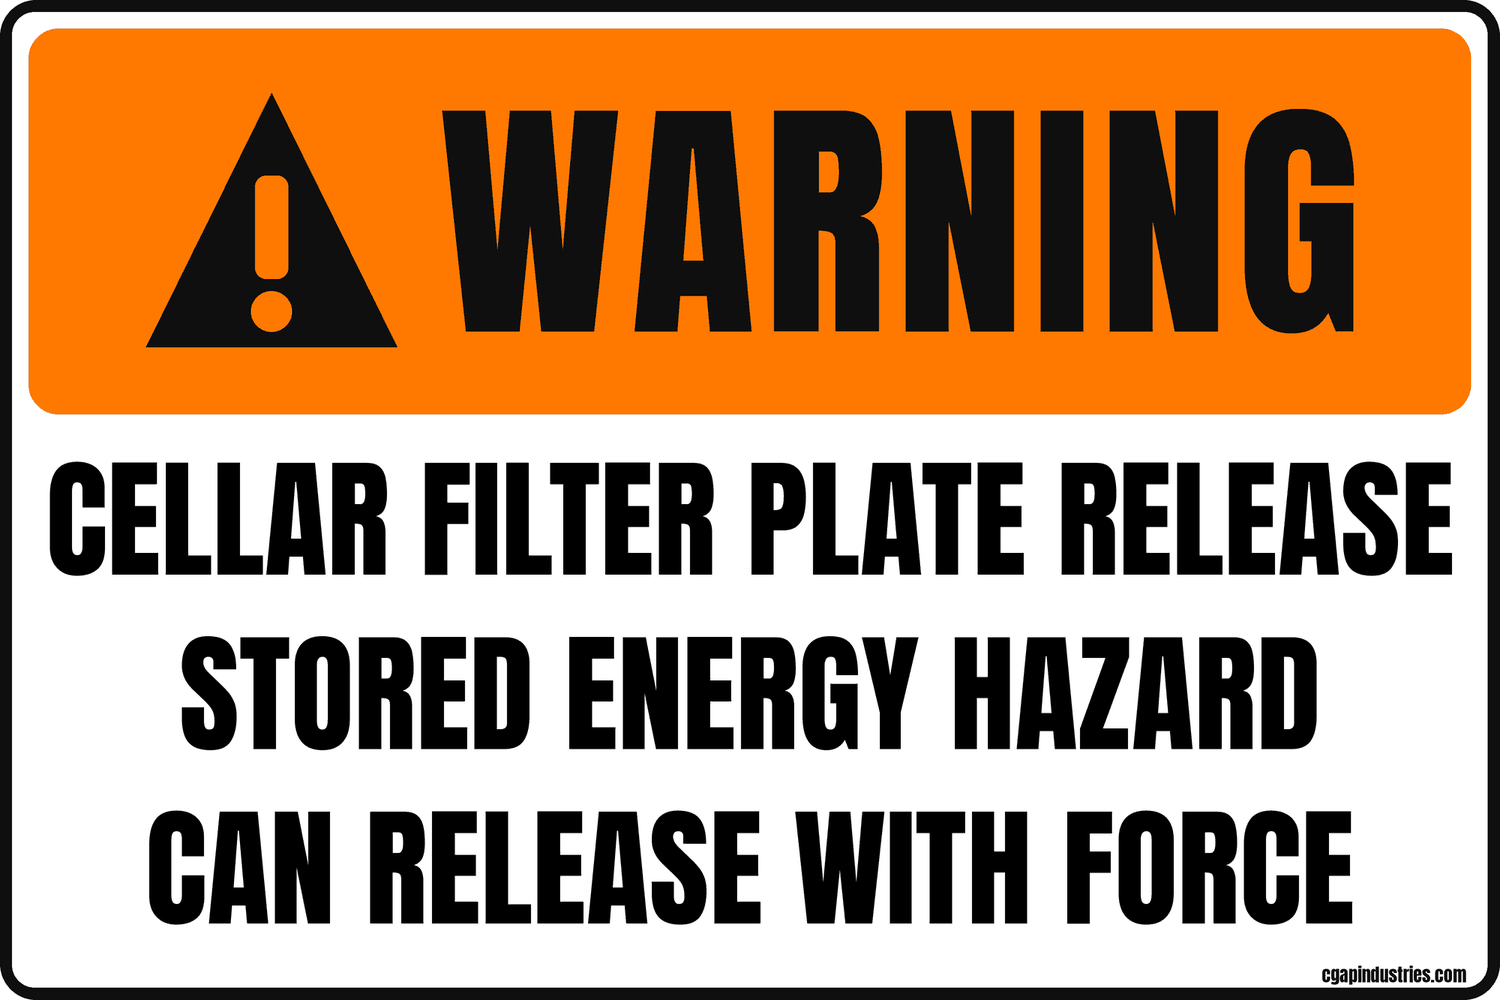 WARNING
CELLAR FILTER PLATE RELEASE
STORED ENERGY HAZARD
CAN RELEASE WITH FORCE
cgapindustries.com